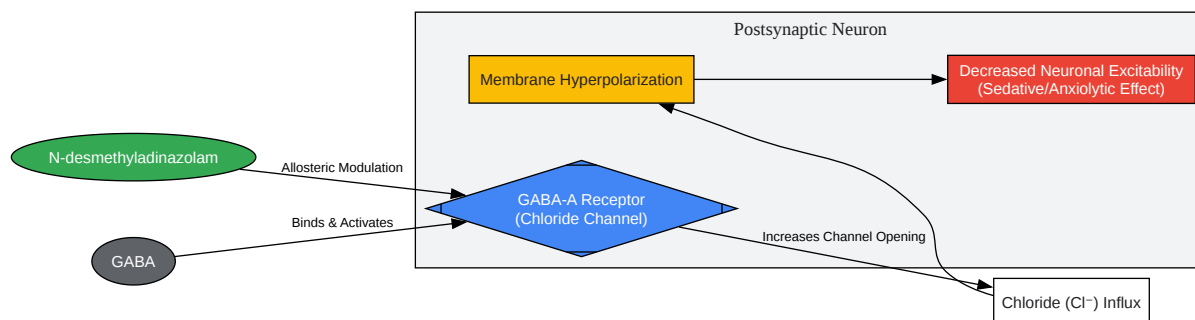 Postsynaptic Neuron
Membrane Hyperpolarization
Decreased Neuronal Excitability
(Sedative/Anxiolytic Effect)
N-desmethyladinazolam
Allosteric Modulation
GABA-A Receptor
(Chloride Channel)
Binds & Activates
GABA
Increases Channel Opening
Chloride (Cl⁻) Influx